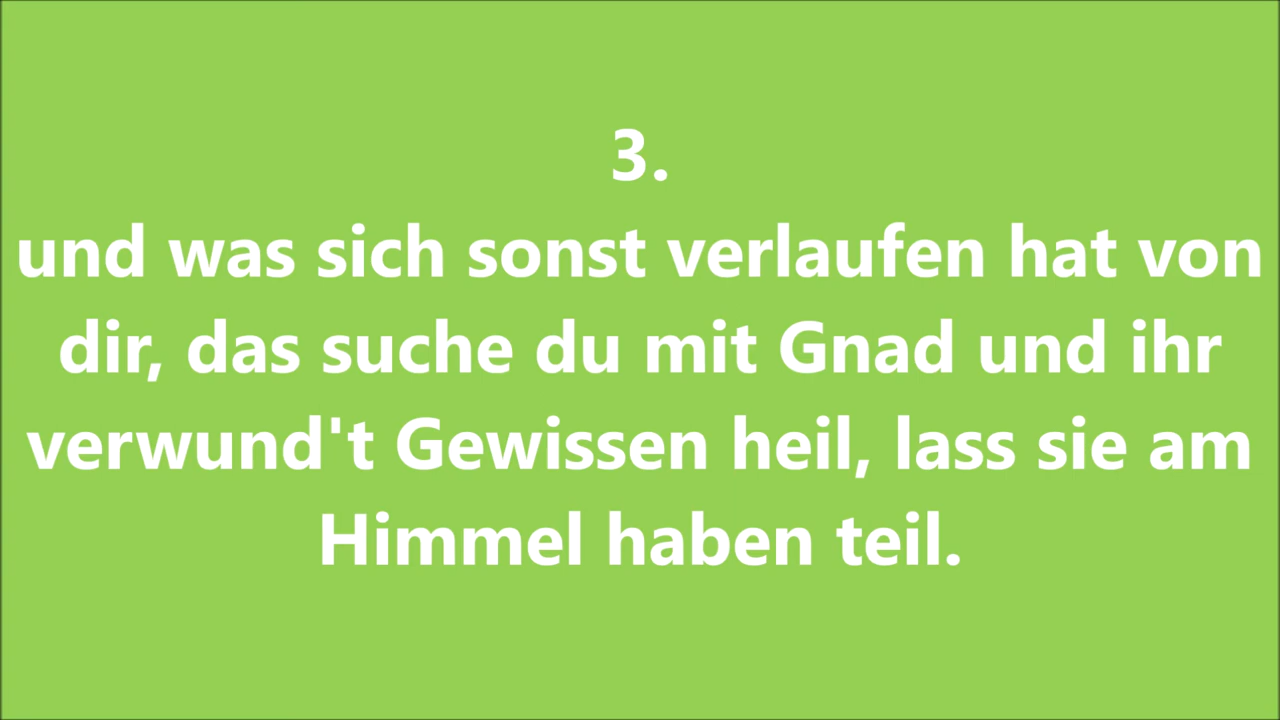 3.
und was sich sonst verlaufen hat von
dir, das suche du mit Gnad und ihr
verwund't Gewissen heil, lass sie am
Himmel haben teil.